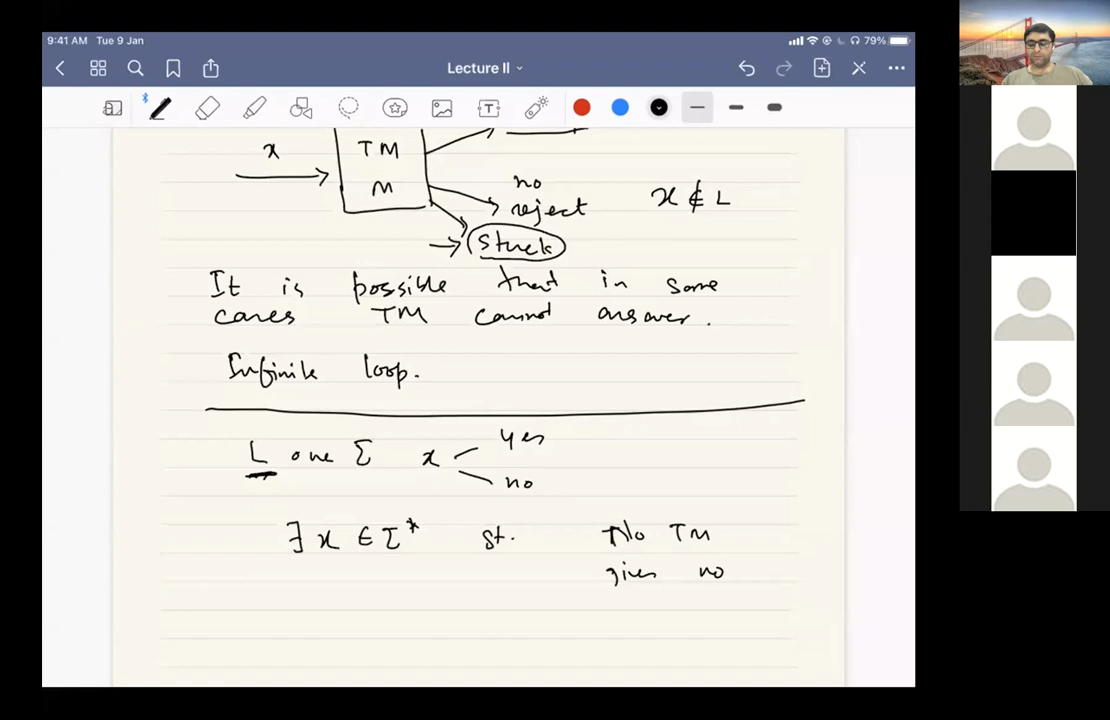 9:41 AM Tue 9 Jan
79%
Lecture II
T
x
TM
M
no
reject
x ∉ L
stuck
It is possible that in some
cases TM cannot answer.
Infinite loop.
L over Σ x
yes
no
∃ x ∈ Σ* st. No TM
gives no